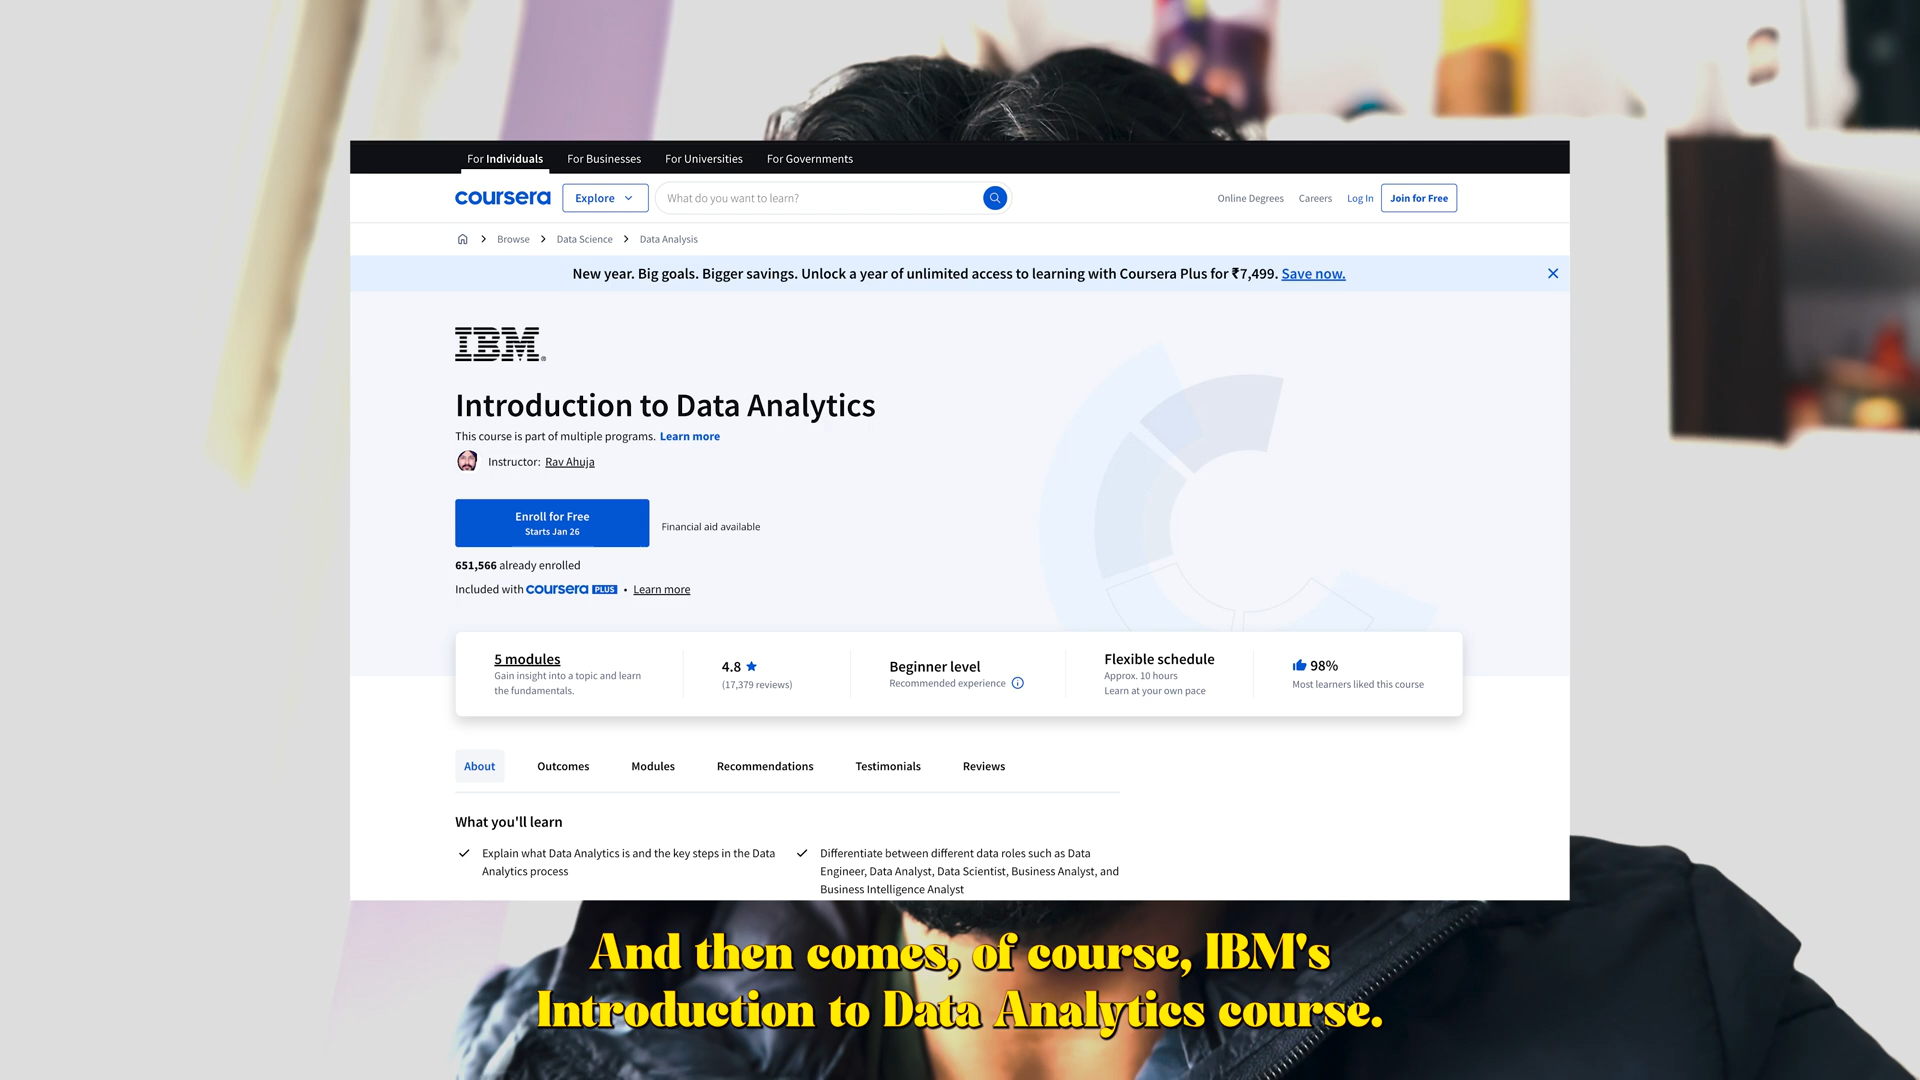 For Individuals For Businesses For Universities For Governments
coursera Explore What do you want to learn? Online Degrees Careers Log In Join for Free
Browse Data Science Data Analysis
New year. Big goals. Bigger savings. Unlock a year of unlimited access to learning with Coursera Plus for ₹7,499. Save now.
IBM®
Introduction to Data Analytics
This course is part of multiple programs. Learn more
Instructor: Rav Ahuja
Enroll for Free
Starts Jan 26
Financial aid available
651,566 already enrolled
Included with coursera PLUS • Learn more
5 modules
Gain insight into a topic and learn
the fundamentals.
4.8
(17,379 reviews)
Beginner level
Recommended experience
Flexible schedule
Approx. 10 hours
Learn at your own pace
98%
Most learners liked this course
About Outcomes Modules Recommendations Testimonials Reviews
What you'll learn
Explain what Data Analytics is and the key steps in the Data
Analytics process
Differentiate between different data roles such as Data
Engineer, Data Analyst, Data Scientist, Business Analyst, and
Business Intelligence Analyst
And then comes, of course, IBM's
Introduction to Data Analytics course.